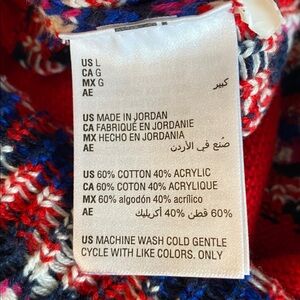 US L
CA G
MX G
AE كبير
US MADE IN JORDAN
CA FABRIQUÉ EN JORDANIE
MX HECHO EN JORDANIA
AE صُنع في الأردن
US 60% COTTON 40% ACRYLIC
CA 60% COTON 40% ACRYLIQUE
MX 60% algodón 40% acrílico
AE 60% قطن 40% أكريليك
US MACHINE WASH COLD GENTLE
CYCLE WITH LIKE COLORS. ONLY